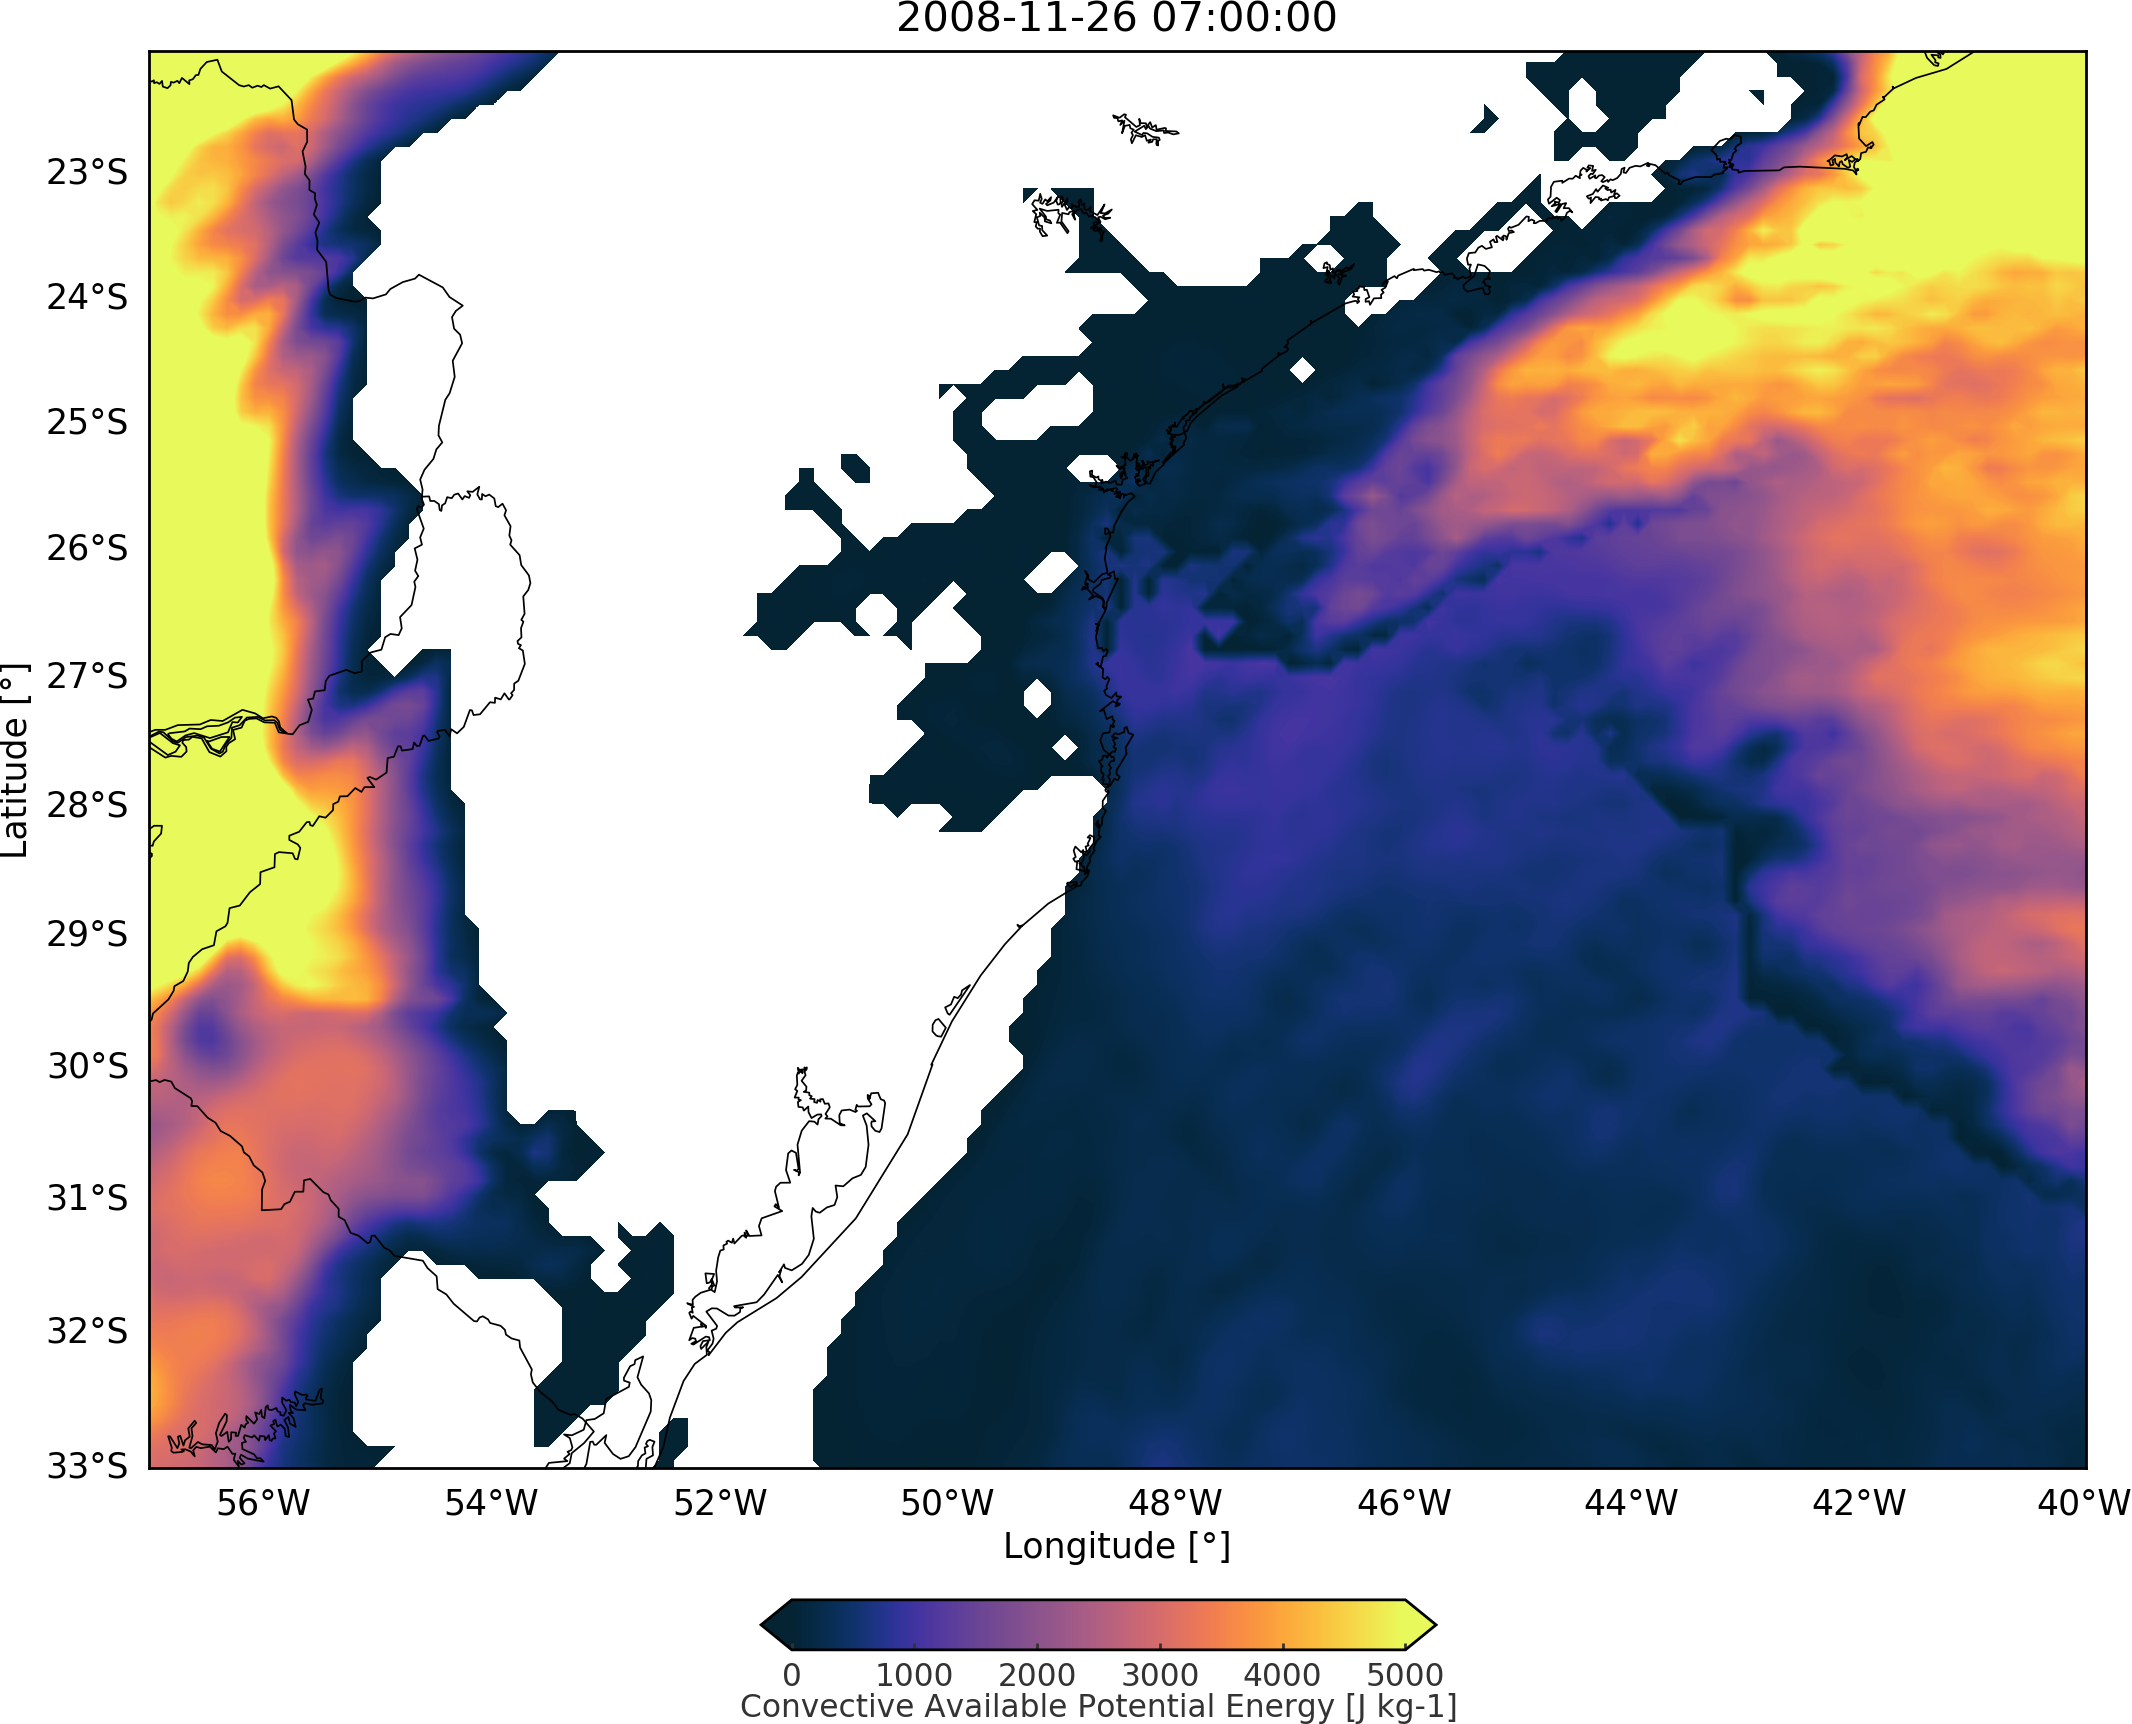 2008-11-26 07:00:00
Latitude [°]
23°S
24°S
25°S
26°S
27°S
28°S
29°S
30°S
31°S
32°S
33°S
56°W 54°W 52°W 50°W 48°W 46°W 44°W 42°W 40°W
Longitude [°]
0 1000 2000 3000 4000 5000
Convective Available Potential Energy [J kg-1]